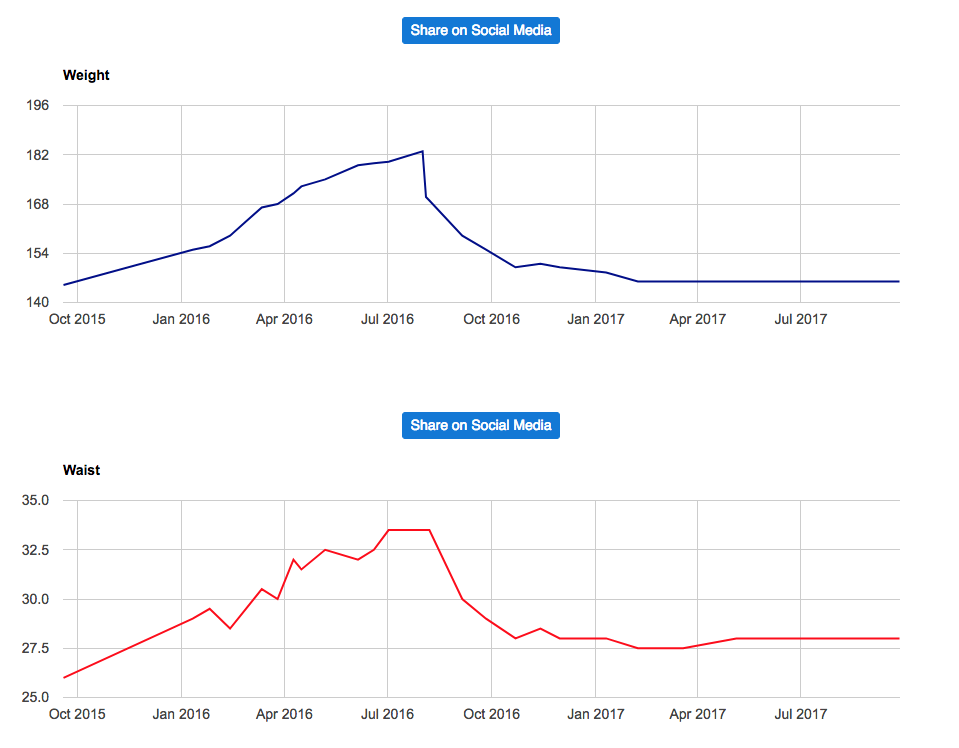 Share on Social Media
Weight
196
182
168
154
140
Oct 2015 Jan 2016 Apr 2016 Jul 2016 Oct 2016 Jan 2017 Apr 2017 Jul 2017
Share on Social Media
Waist
35.0
32.5
30.0
27.5
25.0
Oct 2015 Jan 2016 Apr 2016 Jul 2016 Oct 2016 Jan 2017 Apr 2017 Jul 2017